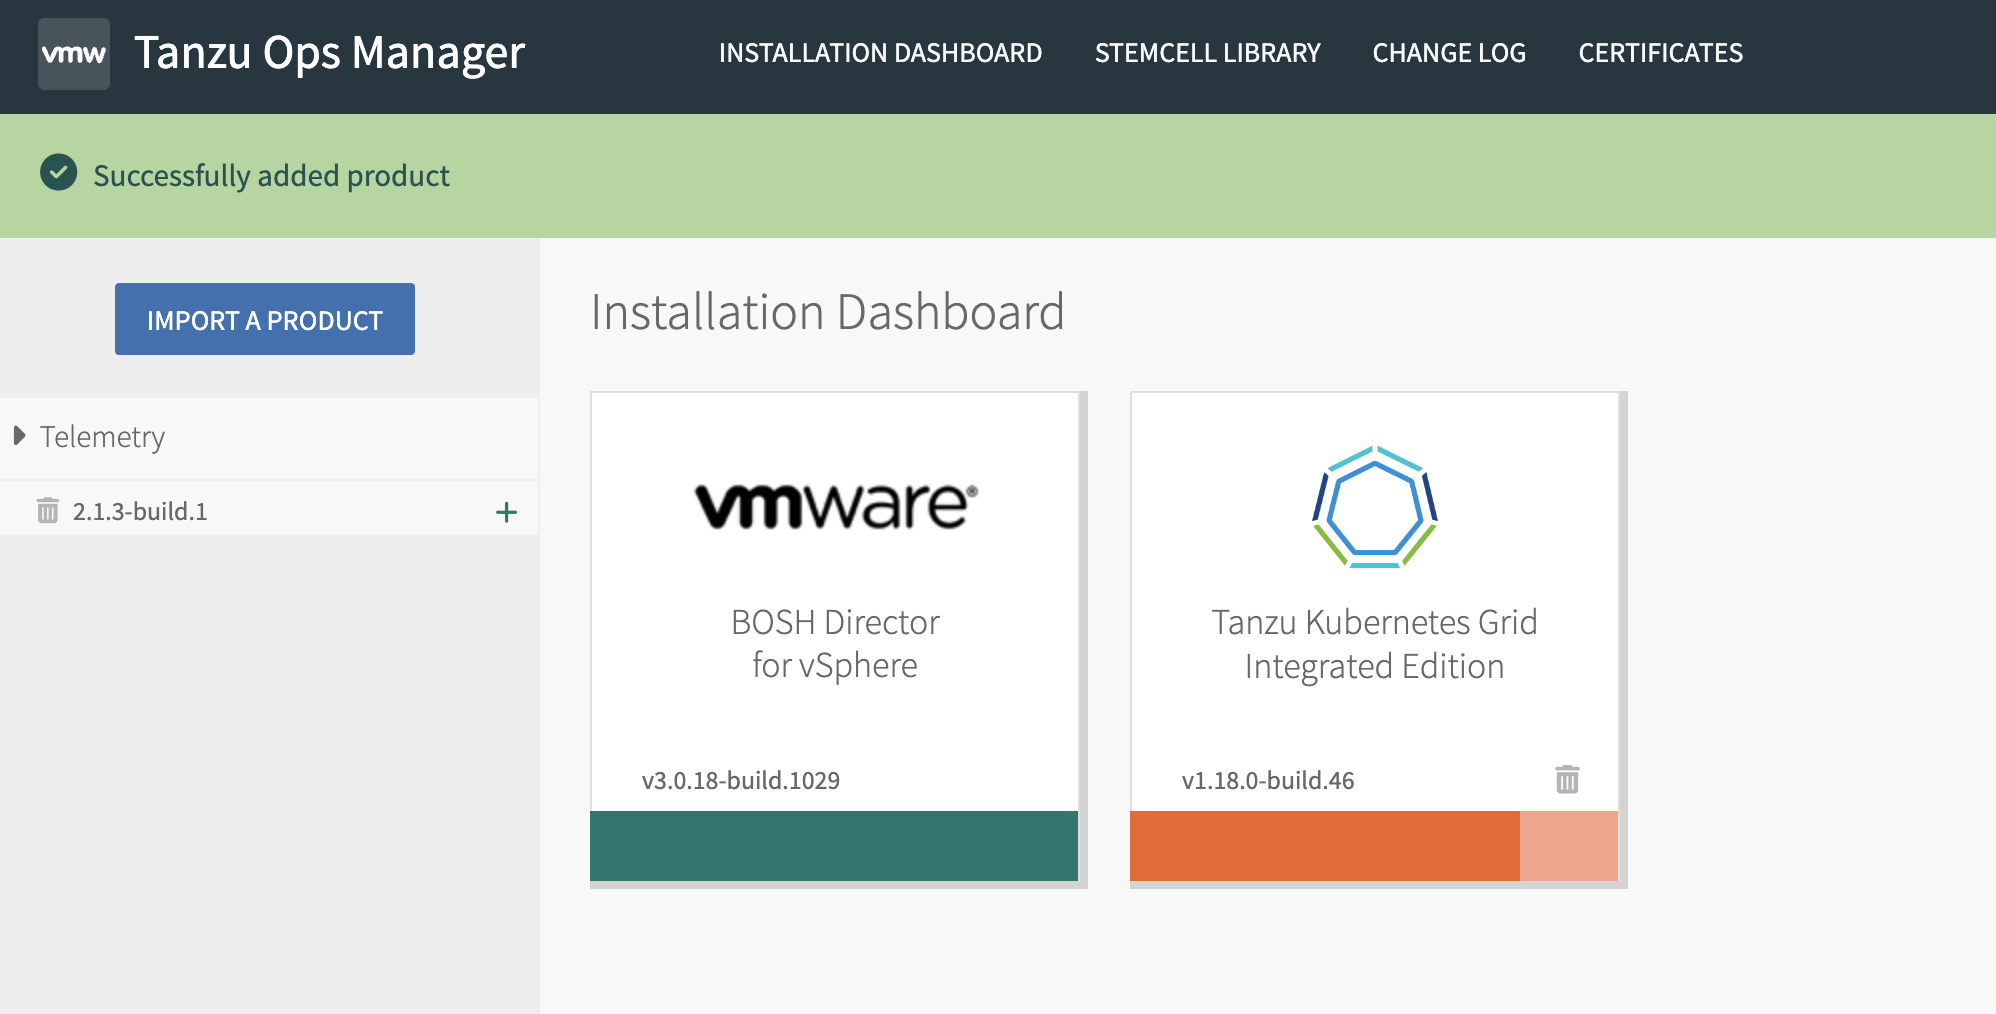 vmw
Tanzu Ops Manager
INSTALLATION DASHBOARD
STEMCELL LIBRARY
CHANGE LOG
CERTIFICATES
Successfully added product
IMPORT A PRODUCT
Telemetry
2.1.3-build.1
+
Installation Dashboard
vmware®
BOSH Director
for vSphere
v3.0.18-build.1029
Tanzu Kubernetes Grid
Integrated Edition
v1.18.0-build.46